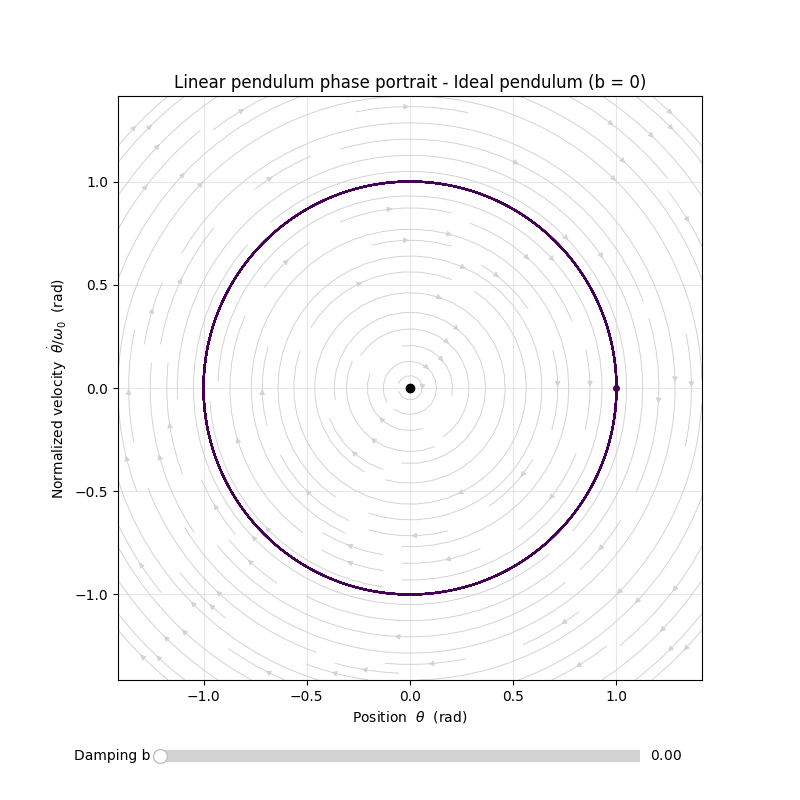 Linear pendulum phase portrait - Ideal pendulum (b = 0)
1.0
0.5
0.0
−0.5
−1.0
Normalized velocity θ̇/ω₀ (rad)
−1.0 −0.5 0.0 0.5 1.0
Position θ (rad)
Damping b 0.00